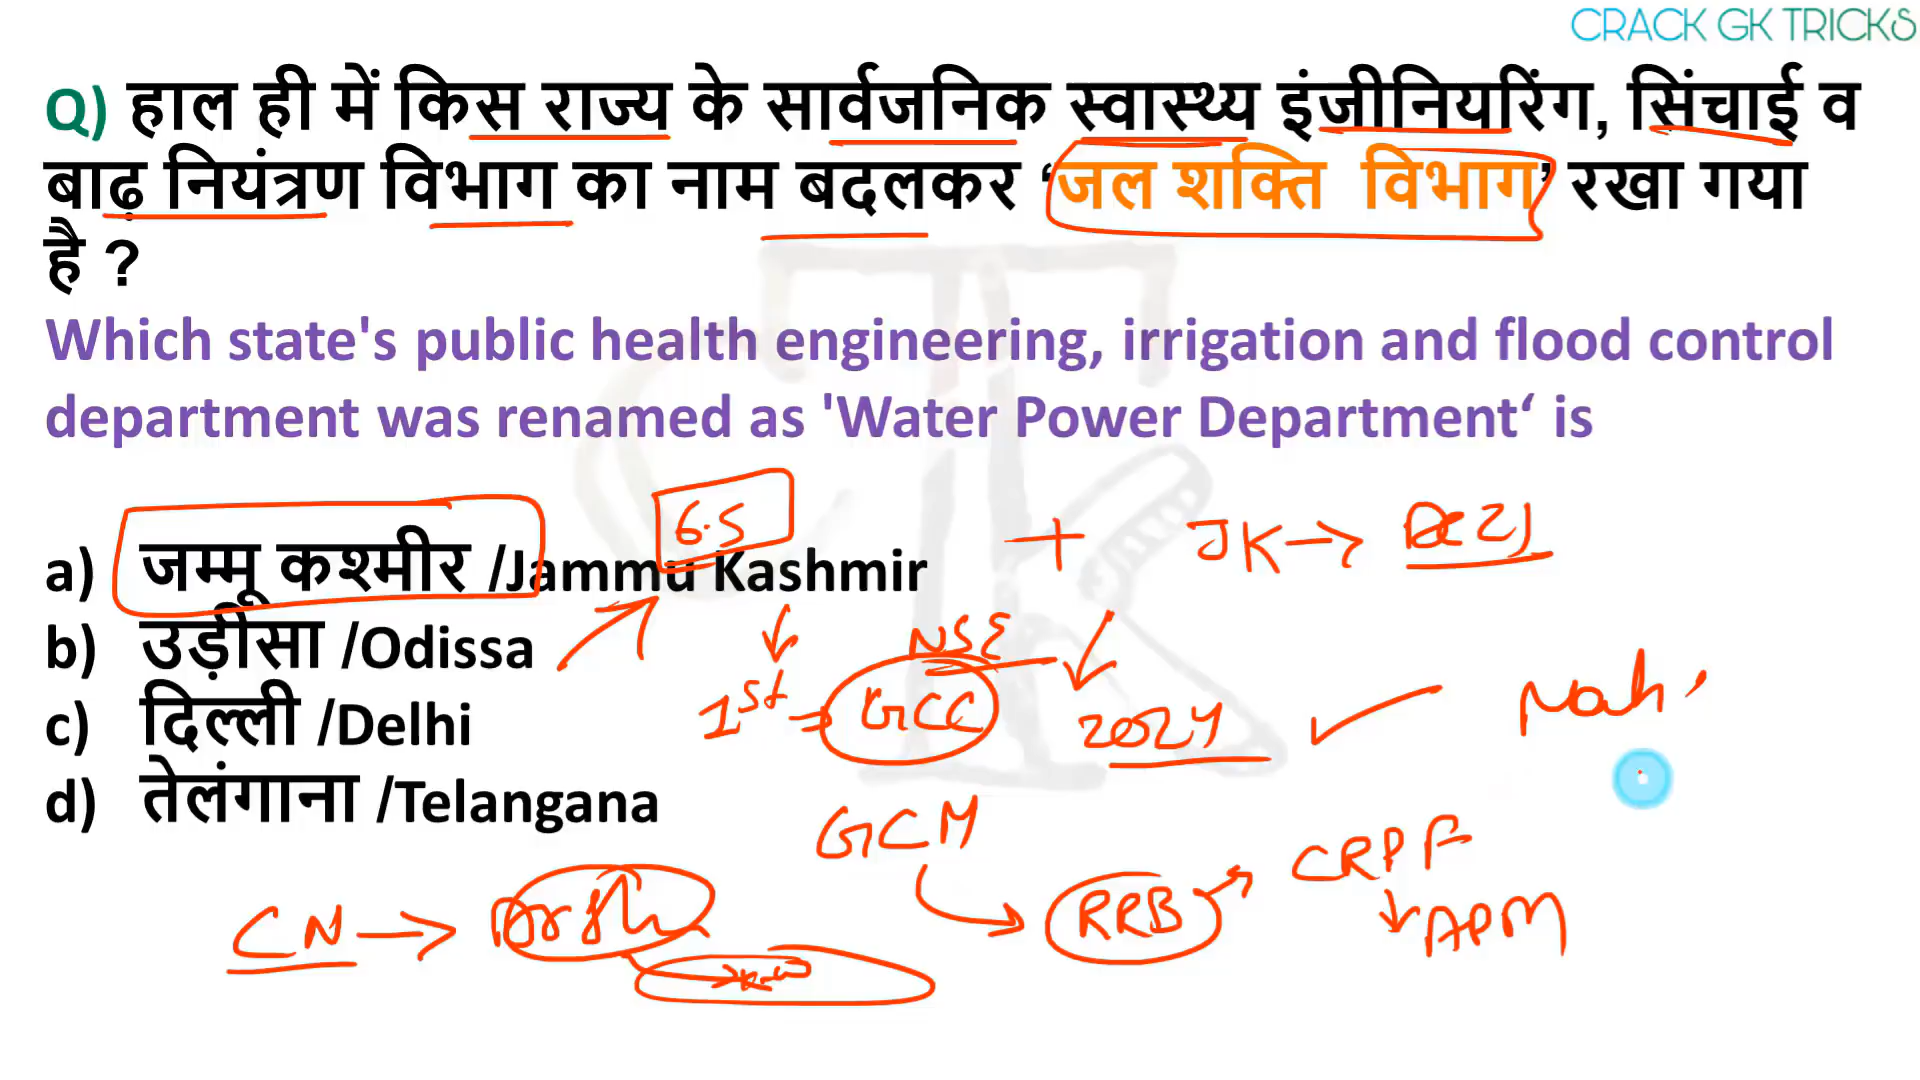 CRACK GK TRICKS
Q) हाल ही में किस राज्य के सार्वजनिक स्वास्थ्य इंजीनियरिंग, सिंचाई व
बाढ़ नियंत्रण विभाग का नाम बदलकर ‘जल शक्ति विभाग’ रखा गया
है ?
Which state's public health engineering, irrigation and flood control
department was renamed as 'Water Power Department‘ is
6.5
a) जम्मू कश्मीर /Jammu Kashmir
+ JK→
b) उड़ीसा /Odissa
NSE
1st → GCC 2024
c) दिल्ली /Delhi
d) तेलंगाना /Telangana
GCM
RRB → CRPF
APM
CN →